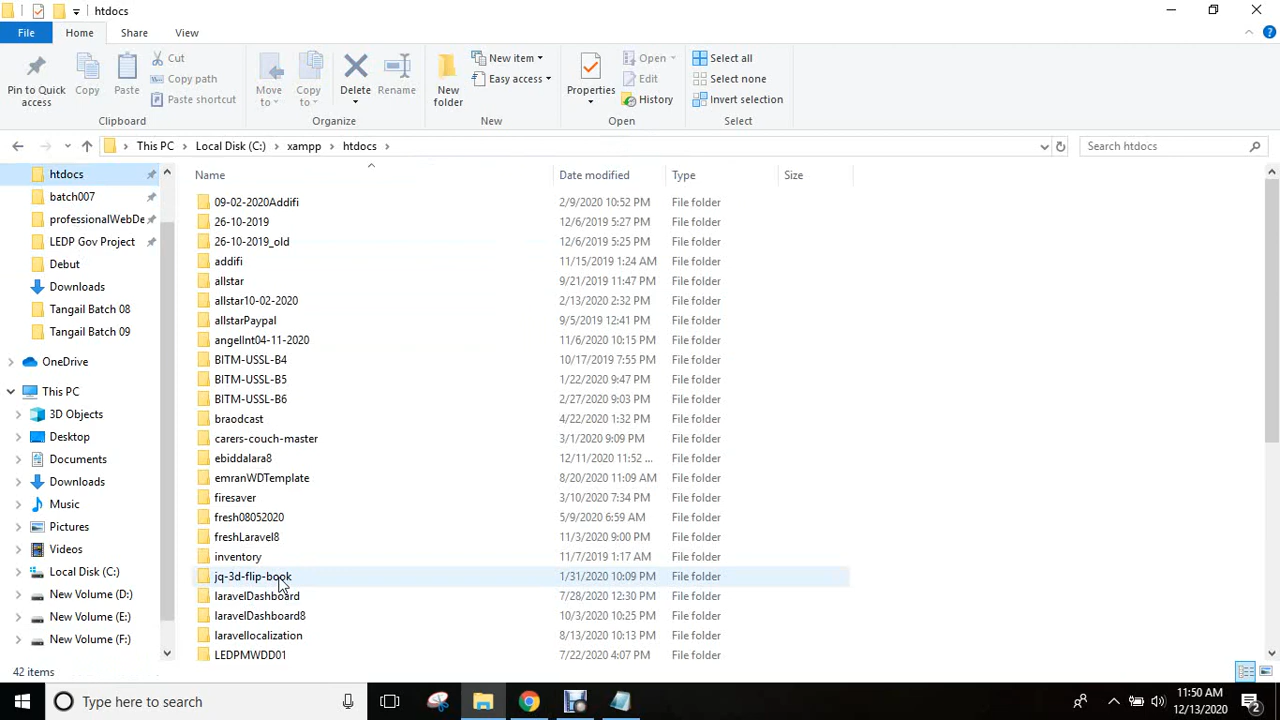 htdocs
File Home Share View
Pin to Quick access
Copy
Paste
Cut
Copy path
Paste shortcut
Clipboard
Move to
Copy to
Delete
Rename
Organize
New folder
New item
Easy access
New
Properties
Open
Edit
History
Open
Select all
Select none
Invert selection
Select
This PC Local Disk (C:) xampp htdocs
Search htdocs
htdocs
batch007
professionalWebDe
LEDP Gov Project
Debut
Downloads
Tangail Batch 08
Tangail Batch 09
OneDrive
This PC
3D Objects
Desktop
Documents
Downloads
Music
Pictures
Videos
Local Disk (C:)
New Volume (D:)
New Volume (E:)
New Volume (F:)
Name Date modified Type Size
09-02-2020Addifi 2/9/2020 10:52 PM File folder
26-10-2019 12/6/2019 5:27 PM File folder
26-10-2019_old 12/6/2019 5:25 PM File folder
addifi 11/15/2019 1:24 AM File folder
allstar 9/21/2019 11:47 PM File folder
allstar10-02-2020 2/13/2020 2:32 PM File folder
allstarPaypal 9/5/2019 12:41 PM File folder
angelInt04-11-2020 11/6/2020 10:15 PM File folder
BITM-USSL-B4 10/17/2019 7:55 PM File folder
BITM-USSL-B5 1/22/2020 9:47 PM File folder
BITM-USSL-B6 2/27/2020 9:03 PM File folder
braodcast 4/22/2020 1:32 PM File folder
carers-couch-master 3/1/2020 9:09 PM File folder
ebiddalara8 12/11/2020 11:52 ... File folder
emranWDTemplate 8/20/2020 11:09 AM File folder
firesaver 3/10/2020 7:34 PM File folder
fresh08052020 5/9/2020 6:59 AM File folder
freshLaravel8 11/3/2020 9:00 PM File folder
inventory 11/7/2019 1:17 AM File folder
jq-3d-flip-book 1/31/2020 10:09 PM File folder
laravelDashboard 7/28/2020 12:30 PM File folder
laravelDashboard8 10/3/2020 10:25 PM File folder
laravellocalization 8/13/2020 10:13 PM File folder
LEDPMWDD01 7/22/2020 4:07 PM File folder
42 items
Type here to search
11:50 AM
12/13/2020
2